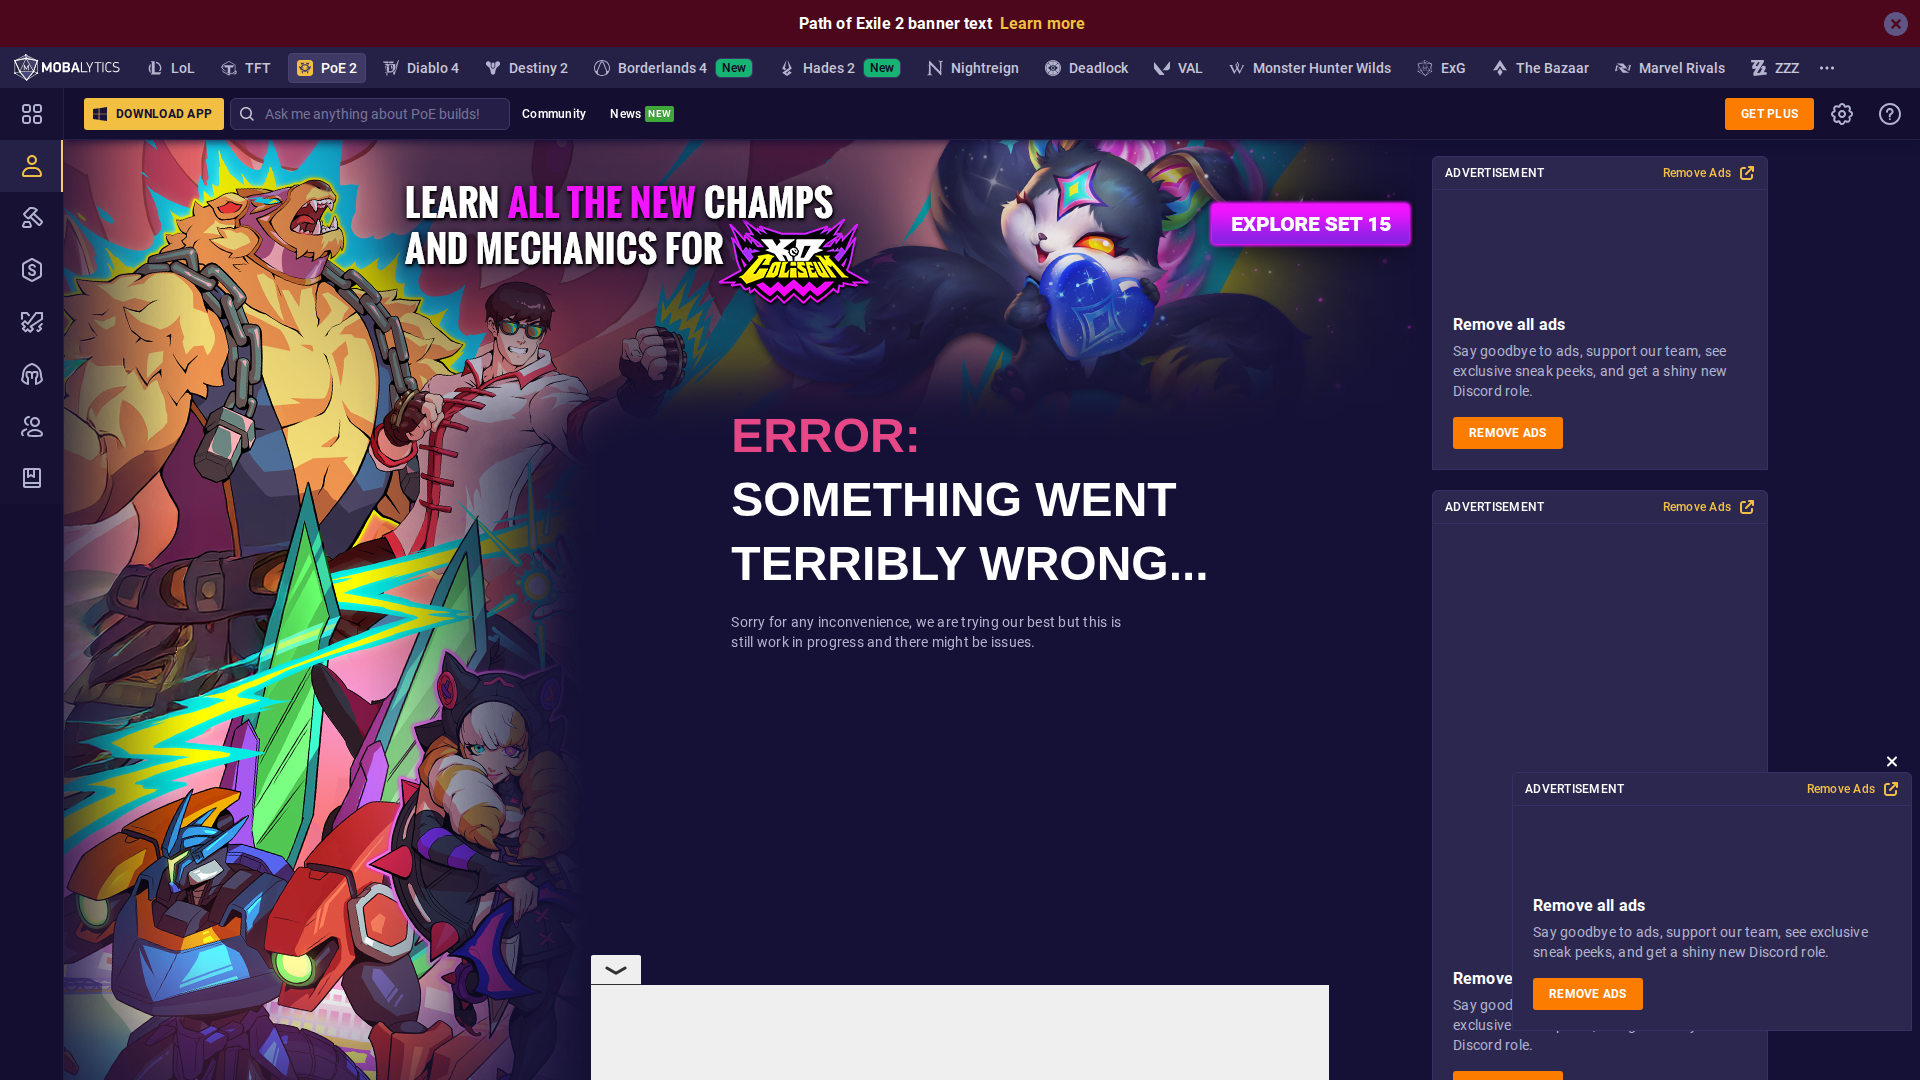 Path of Exile 2 banner text Learn more
MOBALYTICS LoL TFT PoE 2 Diablo 4 Destiny 2 Borderlands 4 New Hades 2 New Nightreign Deadlock VAL Monster Hunter Wilds ExG The Bazaar Marvel Rivals ZZZ
DOWNLOAD APP Ask me anything about PoE builds! Community News NEW GET PLUS
LEARN ALL THE NEW CHAMPS
AND MECHANICS FOR K.O. COLISEUM
EXPLORE SET 15
ERROR:
SOMETHING WENT
TERRIBLY WRONG...
Sorry for any inconvenience, we are trying our best but this is
still work in progress and there might be issues.
ADVERTISEMENT Remove Ads
Remove all ads
Say goodbye to ads, support our team, see
exclusive sneak peeks, and get a shiny new
Discord role.
REMOVE ADS
ADVERTISEMENT Remove Ads
Remove
Say good
exclusive
Discord role.
ADVERTISEMENT Remove Ads
Remove all ads
Say goodbye to ads, support our team, see exclusive
sneak peeks, and get a shiny new Discord role.
REMOVE ADS